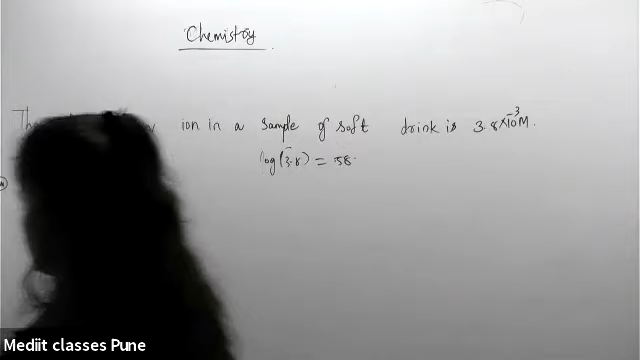 Chemistry
Th ion in a sample of soft drink is 3.8×10⁻³M.
log(3.8) = .58
Mediit classes Pune